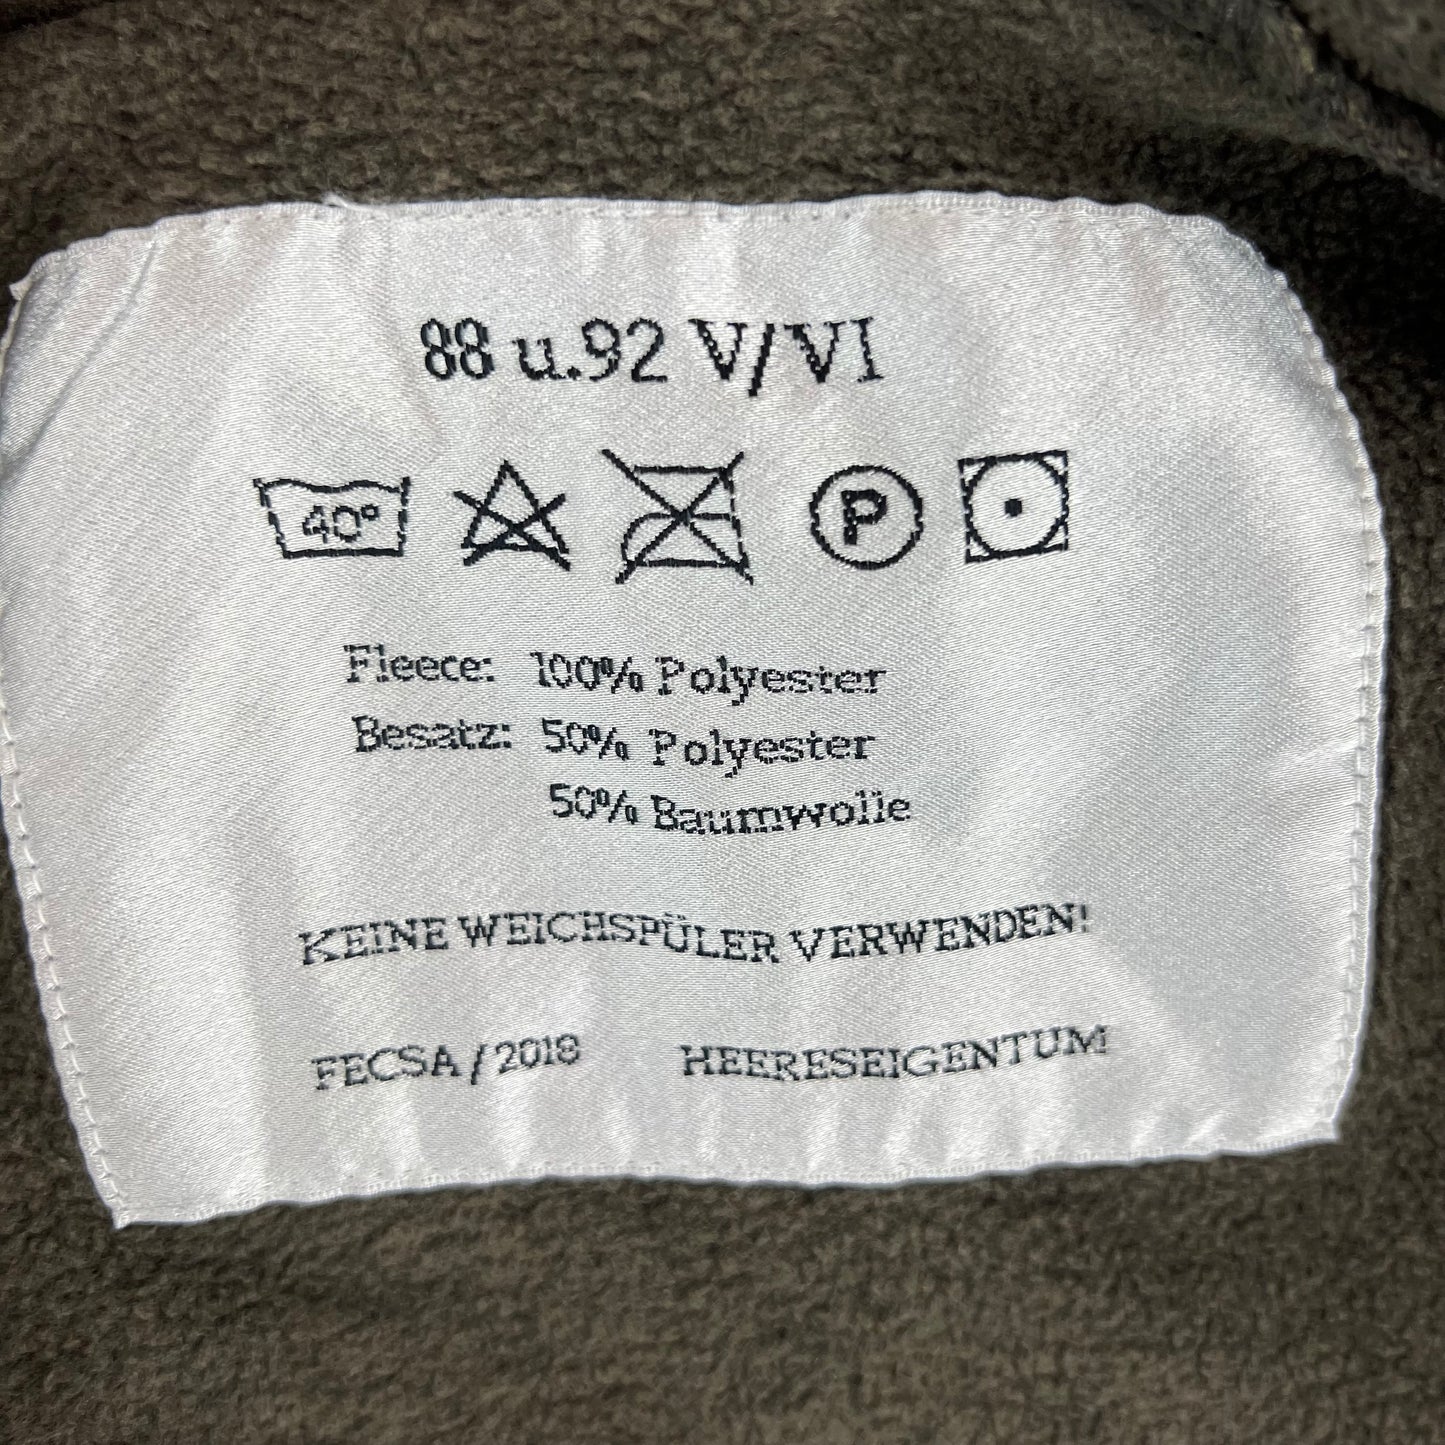 88 u.92 V/VI
40° P
Fleece: 100% Polyester
Besatz: 50% Polyester
50% Baumwolle
KEINE WEICHSPÜLER VERWENDEN!
FECSA / 2018 HEERESEIGENTUM